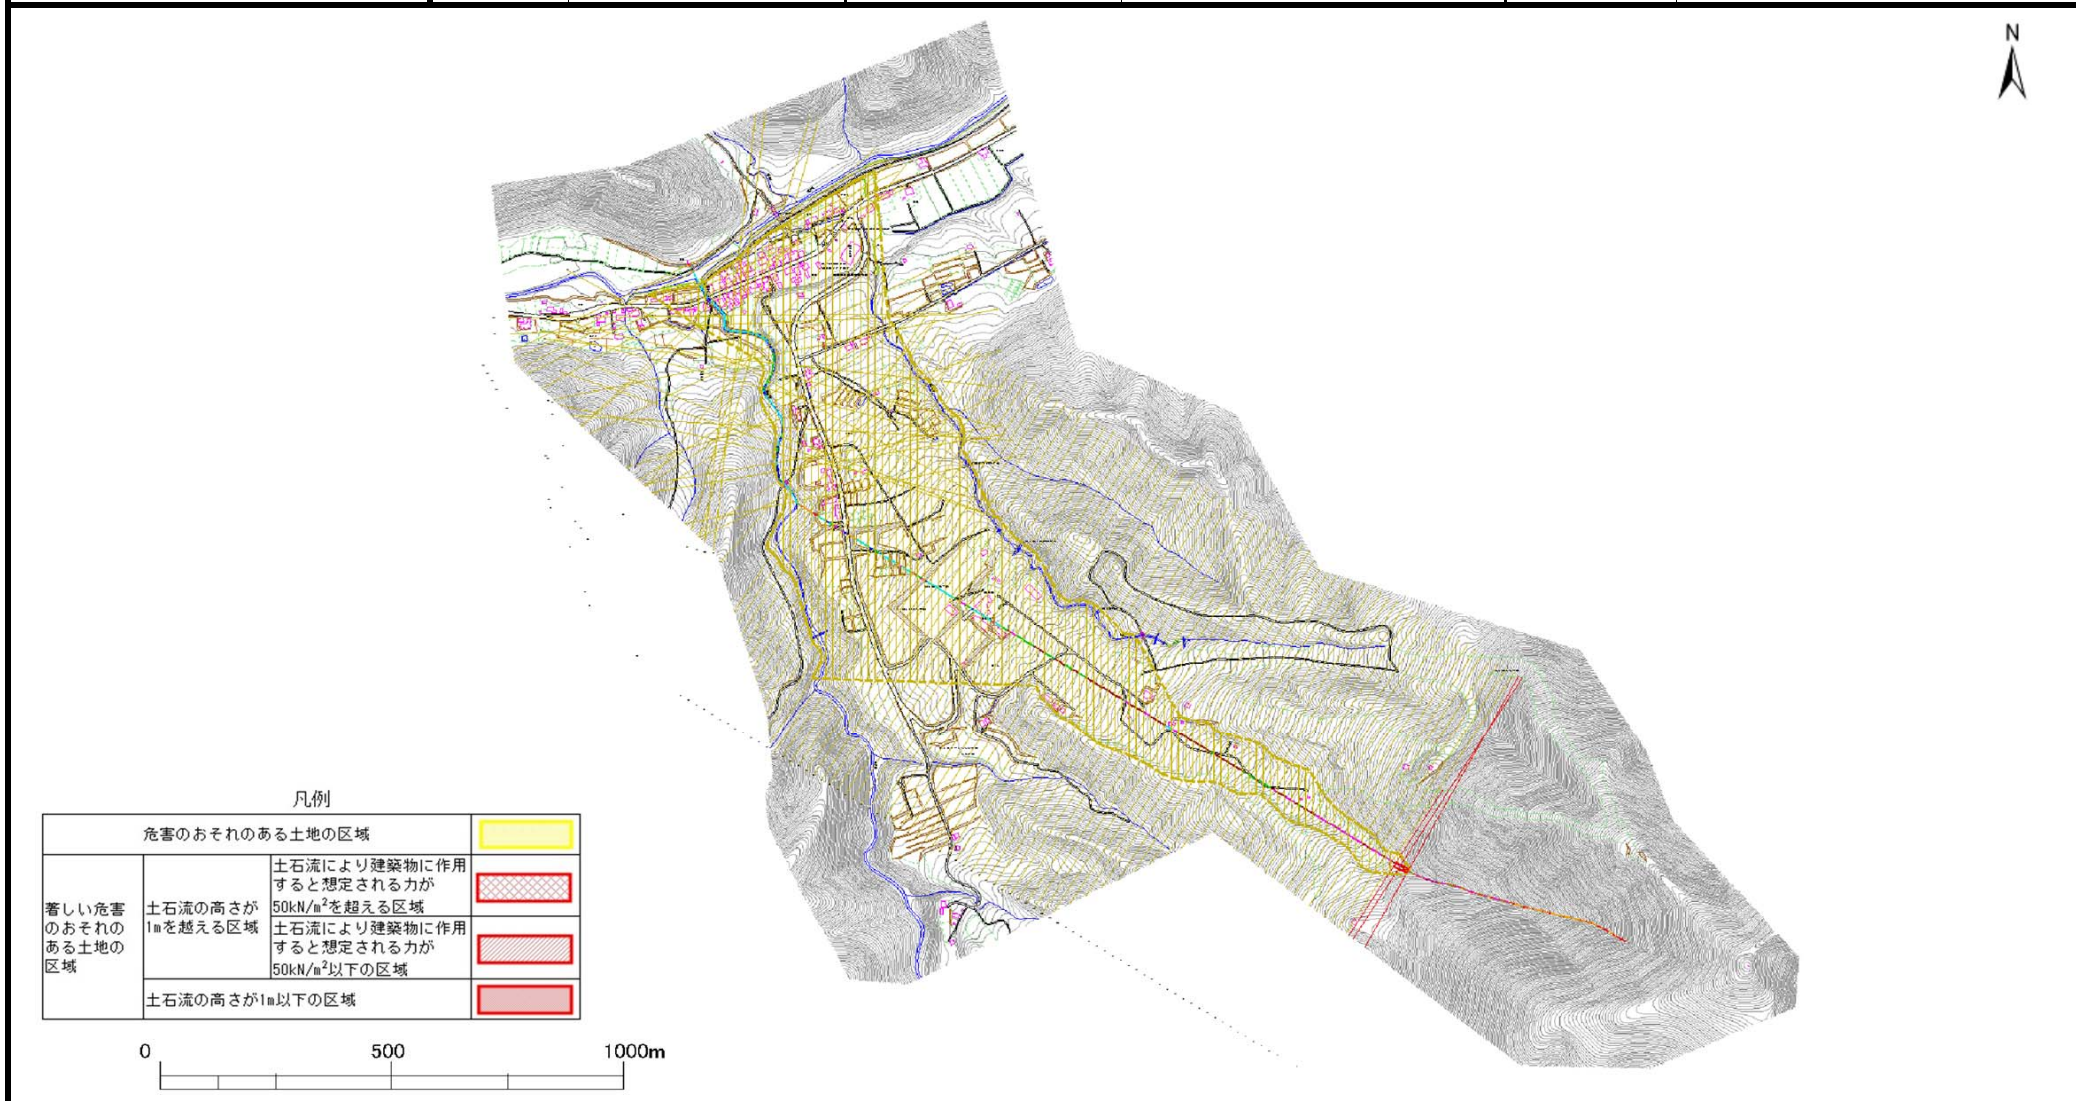 N
凡例
危害のおそれのある土地の区域
著しい危害
のおそれの
ある土地の
区域
土石流の高さが
1mを越える区域
土石流により建築物に作用
すると想定される力が
50kN/m²を超える区域
土石流により建築物に作用
すると想定される力が
50kN/m²以下の区域
土石流の高さが1m以下の区域
0
500
1000m